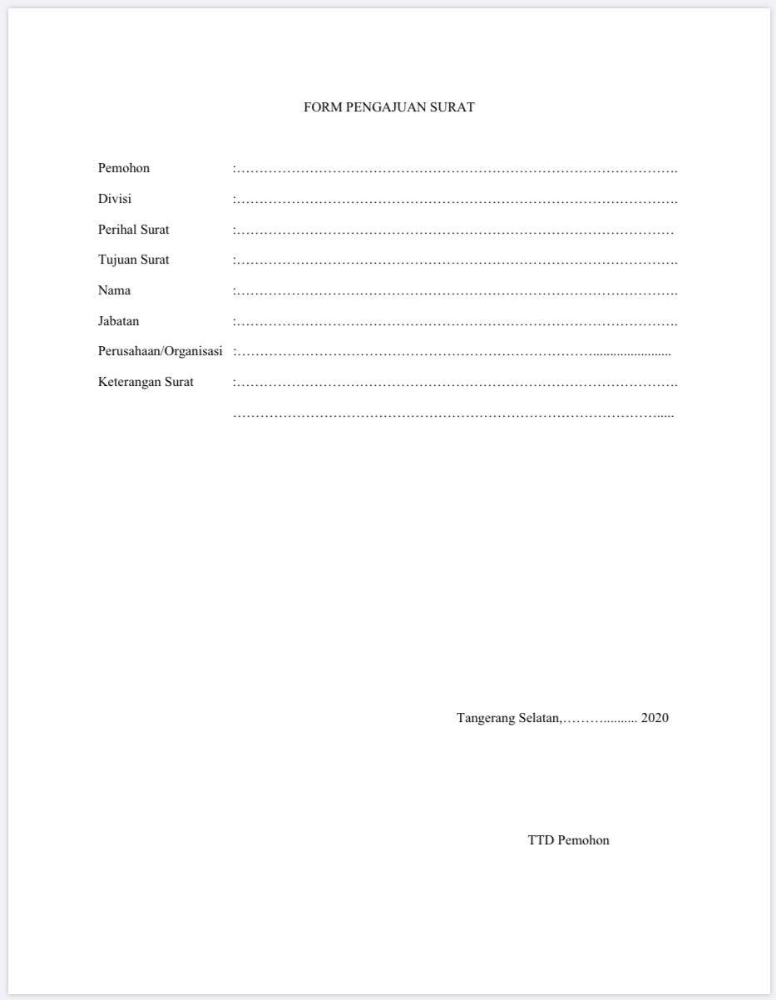 FORM PENGAJUAN SURAT
Pemohon :……………………………………………………………………………………….
Divisi :……………………………………………………………………………………….
Perihal Surat :………………………………………………………………………………………
Tujuan Surat :……………………………………………………………………………………….
Nama :……………………………………………………………………………………….
Jabatan :……………………………………………………………………………………….
Perusahaan/Organisasi :……………………………………………………………………......................
Keterangan Surat :……………………………………………………………………………………….
…………………………………………………………………………………….....
Tangerang Selatan,……….......... 2020
TTD Pemohon